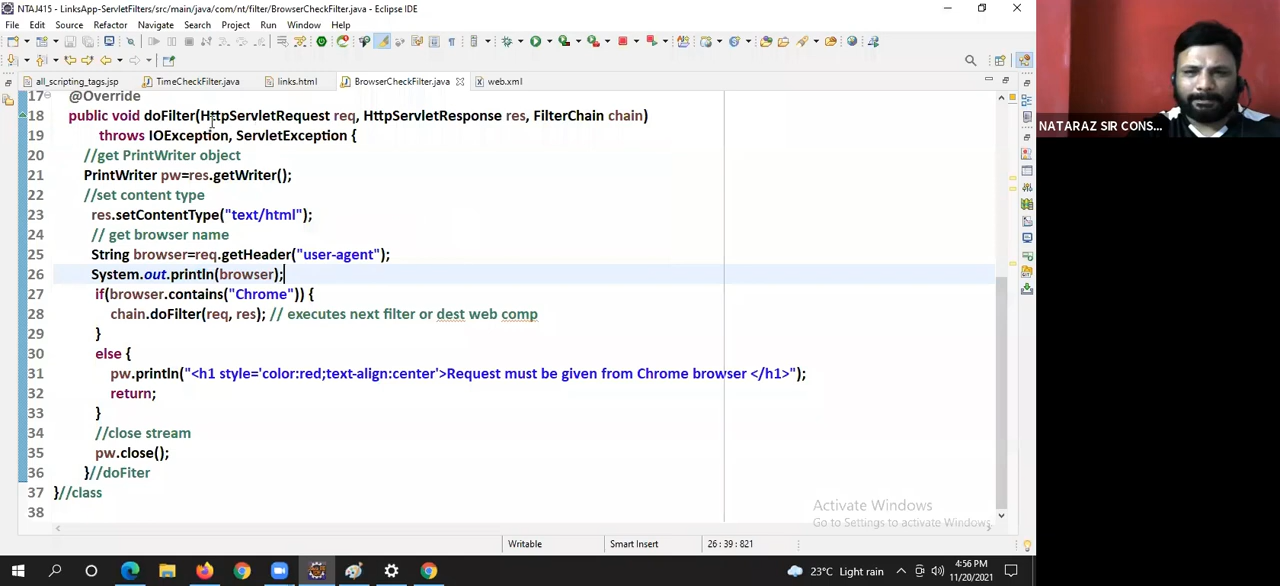 NTAJ415 - LinksApp-ServletFilters/src/main/java/com/nt/filter/BrowserCheckFilter.java - Eclipse IDE
File Edit Source Refactor Navigate Search Project Run Window Help
all_scripting_tags.jsp TimeCheckFilter.java links.html BrowserCheckFilter.java web.xml
17 @Override
18 public void doFilter(HttpServletRequest req, HttpServletResponse res, FilterChain chain)
19 throws IOException, ServletException {
20 //get PrintWriter object
21 PrintWriter pw=res.getWriter();
22 //set content type
23 res.setContentType("text/html");
24 // get browser name
25 String browser=req.getHeader("user-agent");
26 System.out.println(browser);
27 if(browser.contains("Chrome")) {
28 chain.doFilter(req, res); // executes next filter or dest web comp
29 }
30 else {
31 pw.println("<h1 style='color:red;text-align:center'>Request must be given from Chrome browser </h1>");
32 return;
33 }
34 //close stream
35 pw.close();
36 }//doFiter
37 }//class
38
NATARAZ SIR CONS...
Activate Windows
Go to Settings to activate Windows.
Writable Smart Insert 26 : 39 : 821
23°C Light rain
4:56 PM
11/20/2021